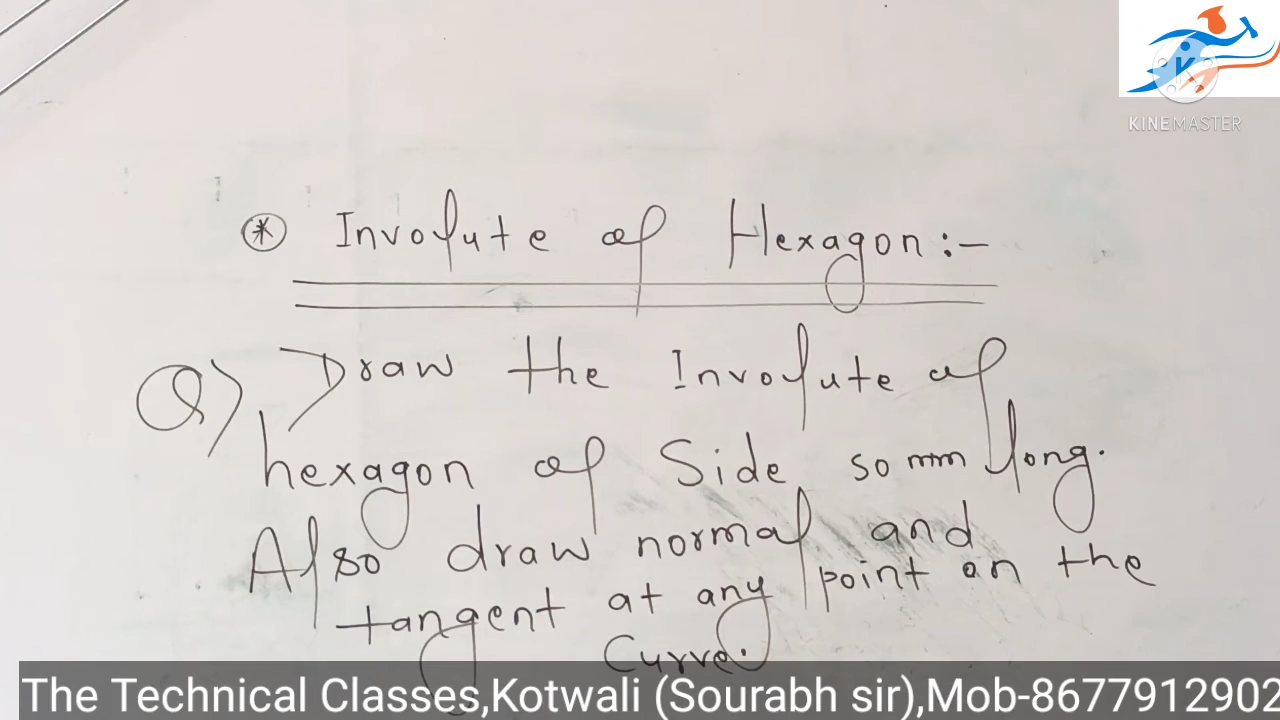 KINEMASTER
* Involute of Hexagon :-
Q) Draw the Involute of
hexagon of Side 50 mm long.
Also draw normal and
tangent at any point on the
Curve.
The Technical Classes,Kotwali (Sourabh sir),Mob-8677912902